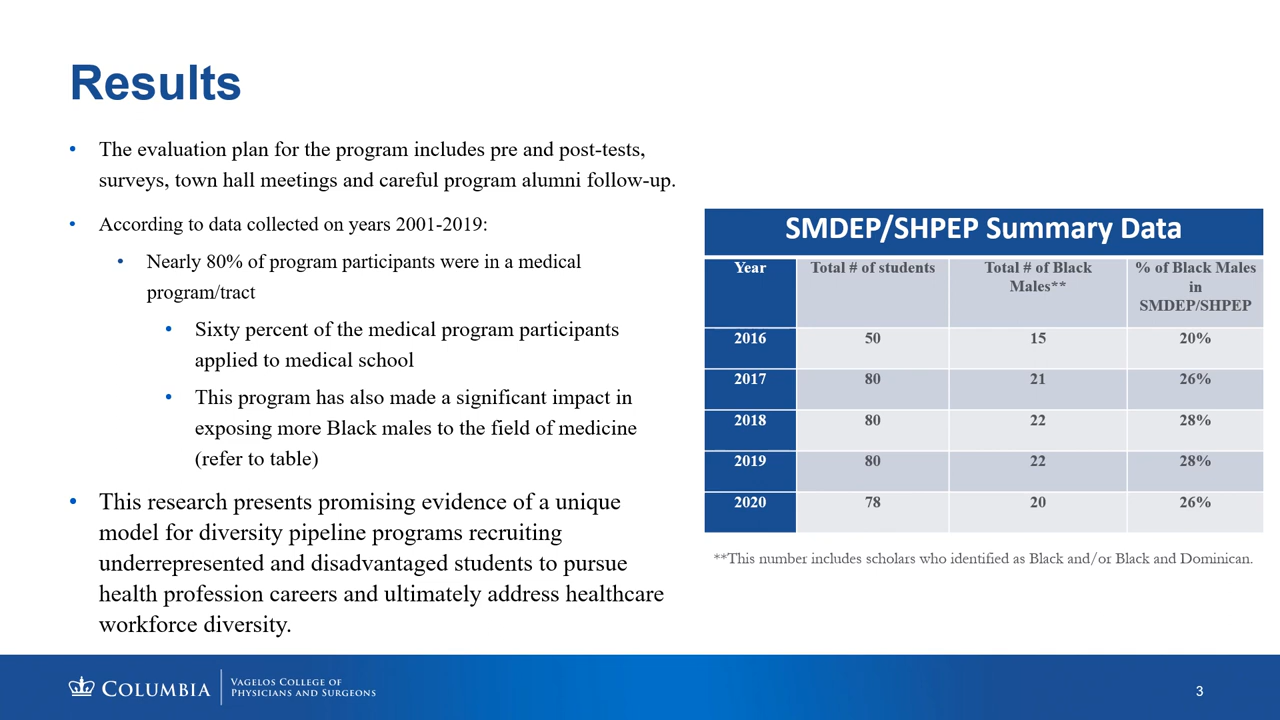 Results
• The evaluation plan for the program includes pre and post-tests,
surveys, town hall meetings and careful program alumni follow-up.
• According to data collected on years 2001-2019:
• Nearly 80% of program participants were in a medical
program/tract
• Sixty percent of the medical program participants
applied to medical school
• This program has also made a significant impact in
exposing more Black males to the field of medicine
(refer to table)
• This research presents promising evidence of a unique
model for diversity pipeline programs recruiting
underrepresented and disadvantaged students to pursue
health profession careers and ultimately address healthcare
workforce diversity.
SMDEP/SHPEP Summary Data
Year Total # of students Total # of Black % of Black Males
Males** in
SMDEP/SHPEP
2016 50 15 20%
2017 80 21 26%
2018 80 22 28%
2019 80 22 28%
2020 78 20 26%
**This number includes scholars who identified as Black and/or Black and Dominican.
COLUMBIA
VAGELOS COLLEGE OF
PHYSICIANS AND SURGEONS
3